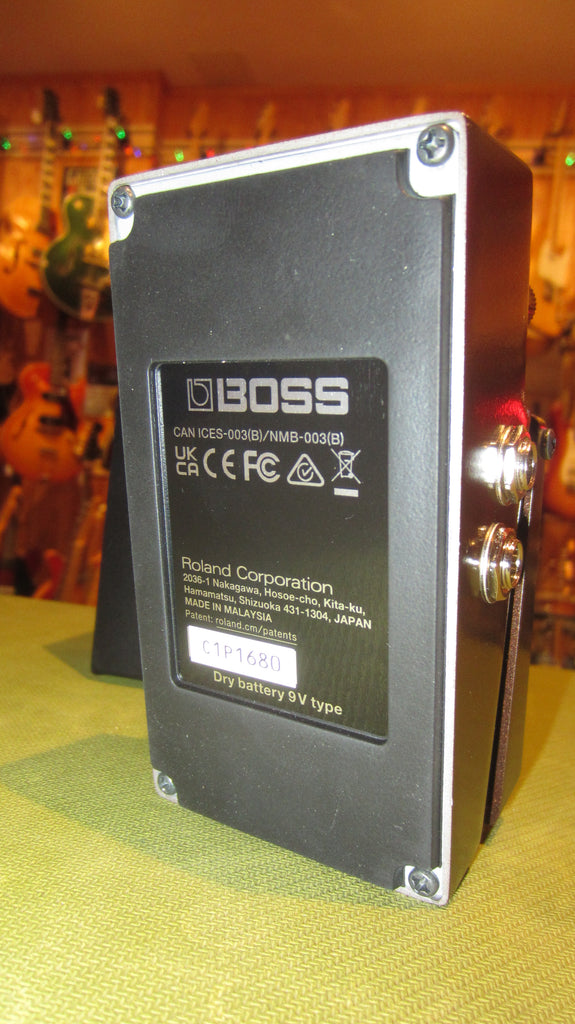 BOSS
CAN ICES-003(B)/NMB-003(B)
UK
CA CE FC
Roland Corporation
2036-1 Nakagawa, Hosoe-cho, Kita-ku,
Hamamatsu, Shizuoka 431-1304, JAPAN
MADE IN MALAYSIA
Patent: roland.cm/patents
C1P1680
Dry battery 9V type